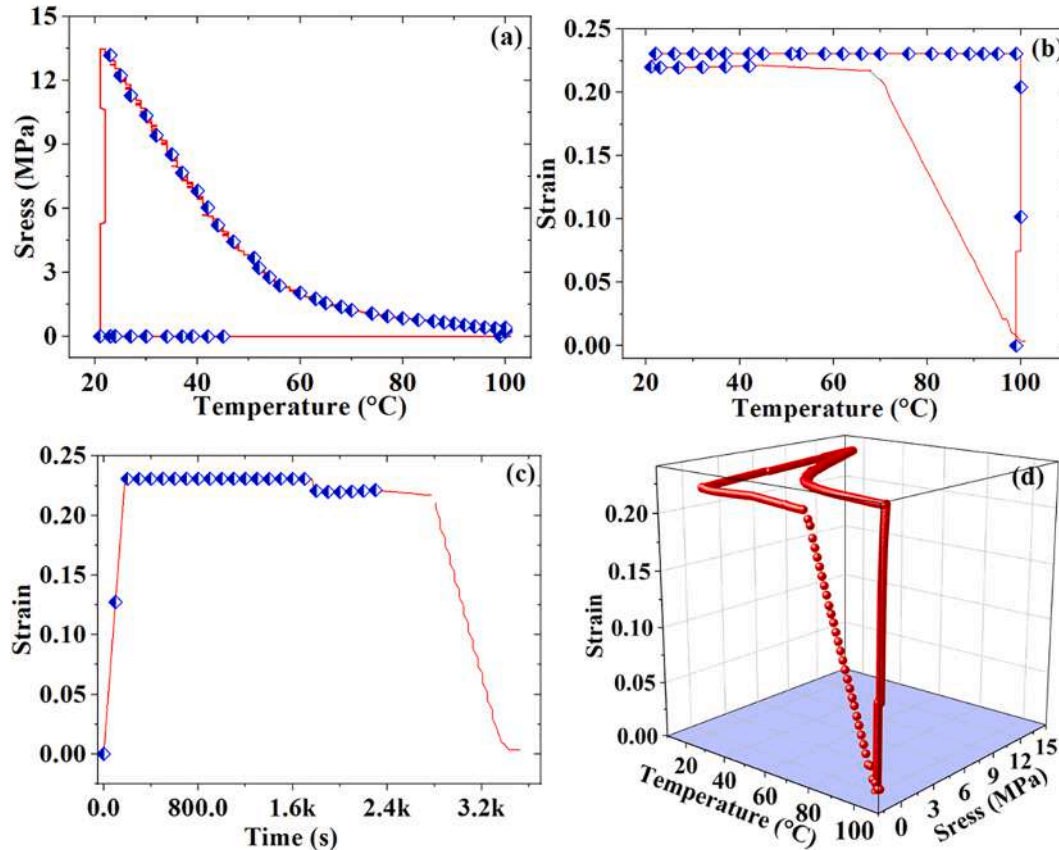 (a)
15
12
9
6
3
0
Sress (MPa)
20 40 60 80 100
Temperature (°C)
(b)
0.25
0.20
0.15
0.10
0.05
0.00
Strain
20 40 60 80 100
Temperature (°C)
(c)
0.25
0.20
0.15
0.10
0.05
0.00
Strain
0.0 800.0 1.6k 2.4k 3.2k
Time (s)
(d)
0.20
0.15
0.10
0.05
0.00
Strain
20 40 60 80 100
Temperature (°C)
0 3 6 9 12 15
Sress (MPa)